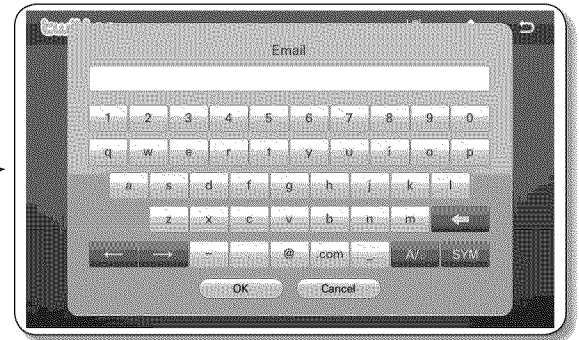 Email
1 2 3 4 5 6 7 8 9 0
q w e r t y u i o p
a s d f g h j k l
z x c v b n m ←
← → - . @ .com _ SYM
OK Cancel